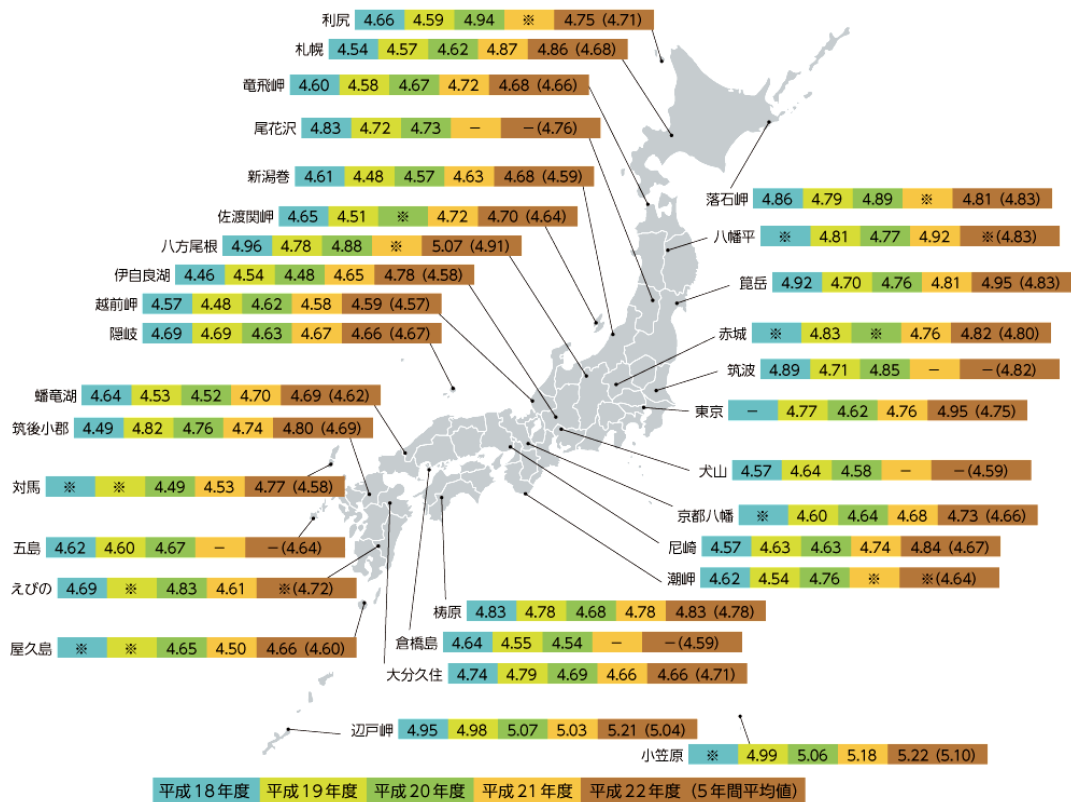 利尻 4.66 4.59 4.94 ※ 4.75 (4.71)
札幌 4.54 4.57 4.62 4.87 4.86 (4.68)
竜飛岬 4.60 4.58 4.67 4.72 4.68 (4.66)
尾花沢 4.83 4.72 4.73 − −(4.76)
新潟巻 4.61 4.48 4.57 4.63 4.68 (4.59)
佐渡関岬 4.65 4.51 ※ 4.72 4.70 (4.64)
八方尾根 4.96 4.78 4.88 ※ 5.07 (4.91)
伊自良湖 4.46 4.54 4.48 4.65 4.78 (4.58)
越前岬 4.57 4.48 4.62 4.58 4.59 (4.57)
隠岐 4.69 4.69 4.63 4.67 4.66 (4.67)
蟠竜湖 4.64 4.53 4.52 4.70 4.69 (4.62)
筑後小郡 4.49 4.82 4.76 4.74 4.80 (4.69)
対馬 ※ ※ 4.49 4.53 4.77 (4.58)
五島 4.62 4.60 4.67 − −(4.64)
えびの 4.69 ※ 4.83 4.61 ※(4.72)
屋久島 ※ ※ 4.65 4.50 4.66 (4.60)
落石岬 4.86 4.79 4.89 ※ 4.81 (4.83)
八幡平 ※ 4.81 4.77 4.92 ※(4.83)
箟岳 4.92 4.70 4.76 4.81 4.95 (4.83)
赤城 ※ 4.83 ※ 4.76 4.82 (4.80)
筑波 4.89 4.71 4.85 − −(4.82)
東京 − 4.77 4.62 4.76 4.95 (4.75)
犬山 4.57 4.64 4.58 − −(4.59)
京都八幡 ※ 4.60 4.64 4.68 4.73 (4.66)
尼崎 4.57 4.63 4.63 4.74 4.84 (4.67)
潮岬 4.62 4.54 4.76 ※ ※(4.64)
梼原 4.83 4.78 4.68 4.78 4.83 (4.78)
倉橋島 4.64 4.55 4.54 − −(4.59)
大分久住 4.74 4.79 4.69 4.66 4.66 (4.71)
辺戸岬 4.95 4.98 5.07 5.03 5.21 (5.04)
小笠原 ※ 4.99 5.06 5.18 5.22 (5.10)
平成18年度 平成19年度 平成20年度 平成21年度 平成22年度 (5年間平均値)